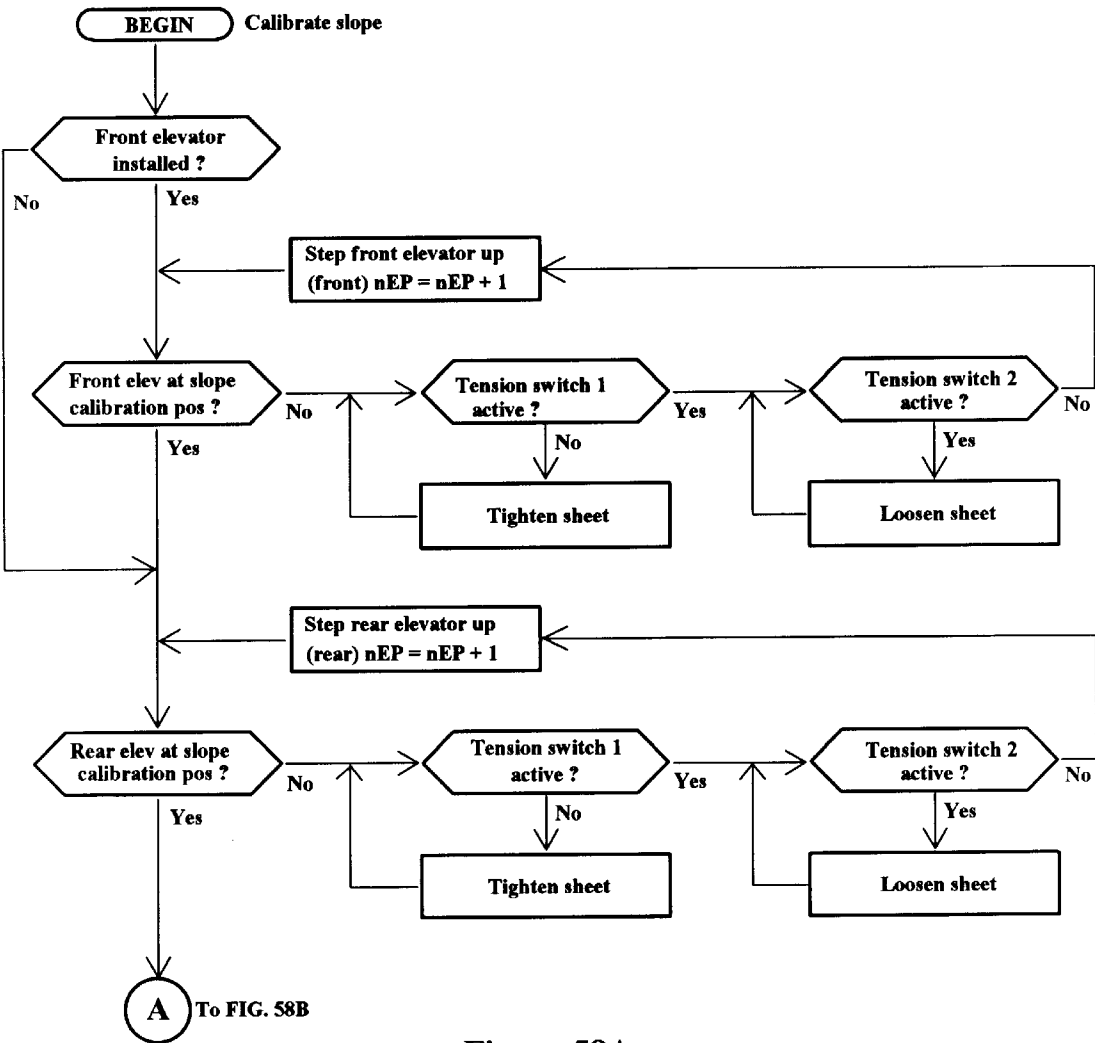 BEGIN
Calibrate slope
Front elevator
installed ?
No
Yes
Step front elevator up
(front) nEP = nEP + 1
Front elev at slope
calibration pos ?
No
Yes
Tension switch 1
active ?
Yes
No
Tighten sheet
Tension switch 2
active ?
No
Yes
Loosen sheet
Step rear elevator up
(rear) nEP = nEP + 1
Rear elev at slope
calibration pos ?
No
Yes
Tension switch 1
active ?
Yes
No
Tighten sheet
Tension switch 2
active ?
No
Yes
Loosen sheet
A
To FIG. 58B